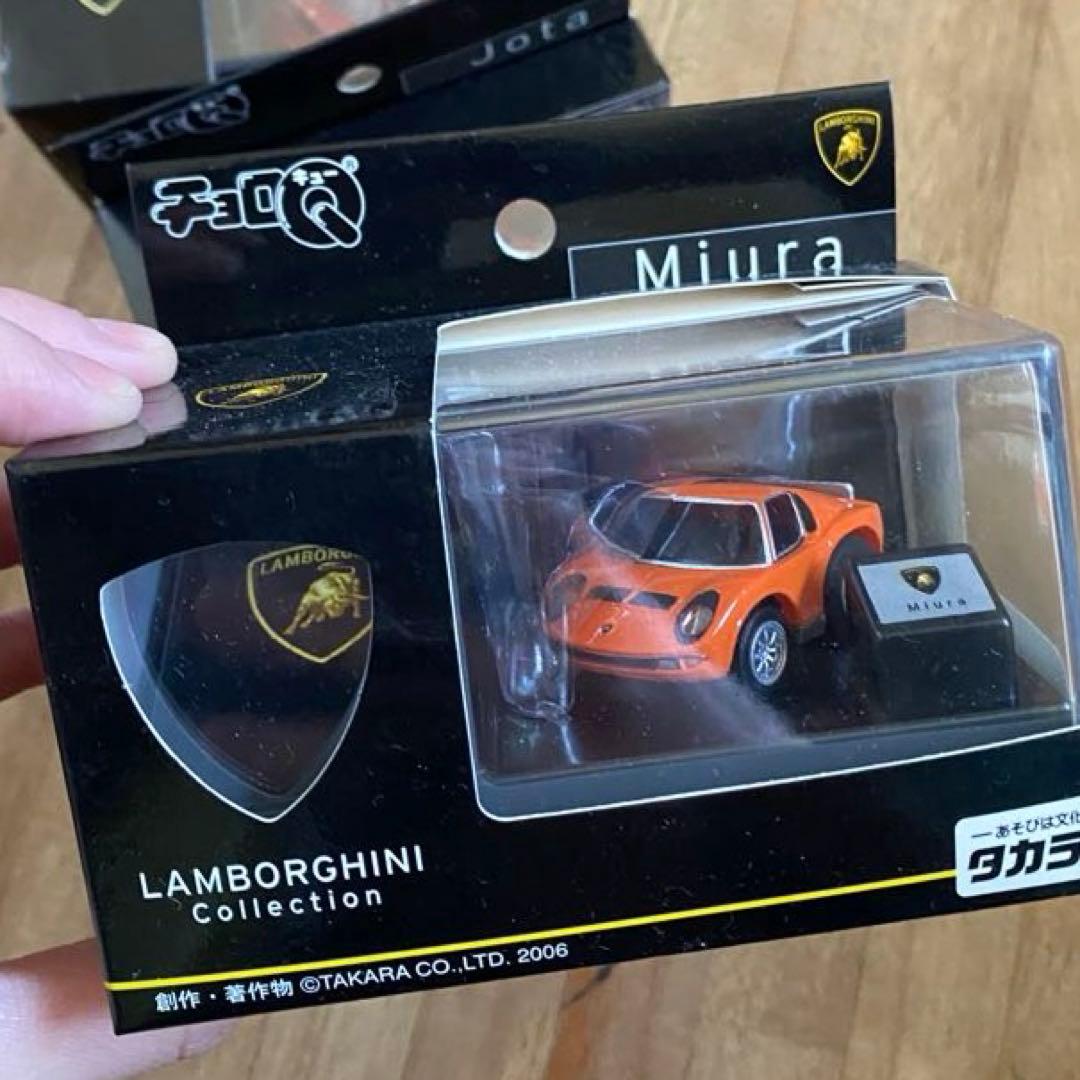 Jota
チョロQ
キュー
®
LAMBORGHINI
Miura
LAMBORG
Miura
LAMBORGHINI
Collection
—あそびは文化
タカラ
創作・著作物 ©TAKARA CO.,LTD. 2006